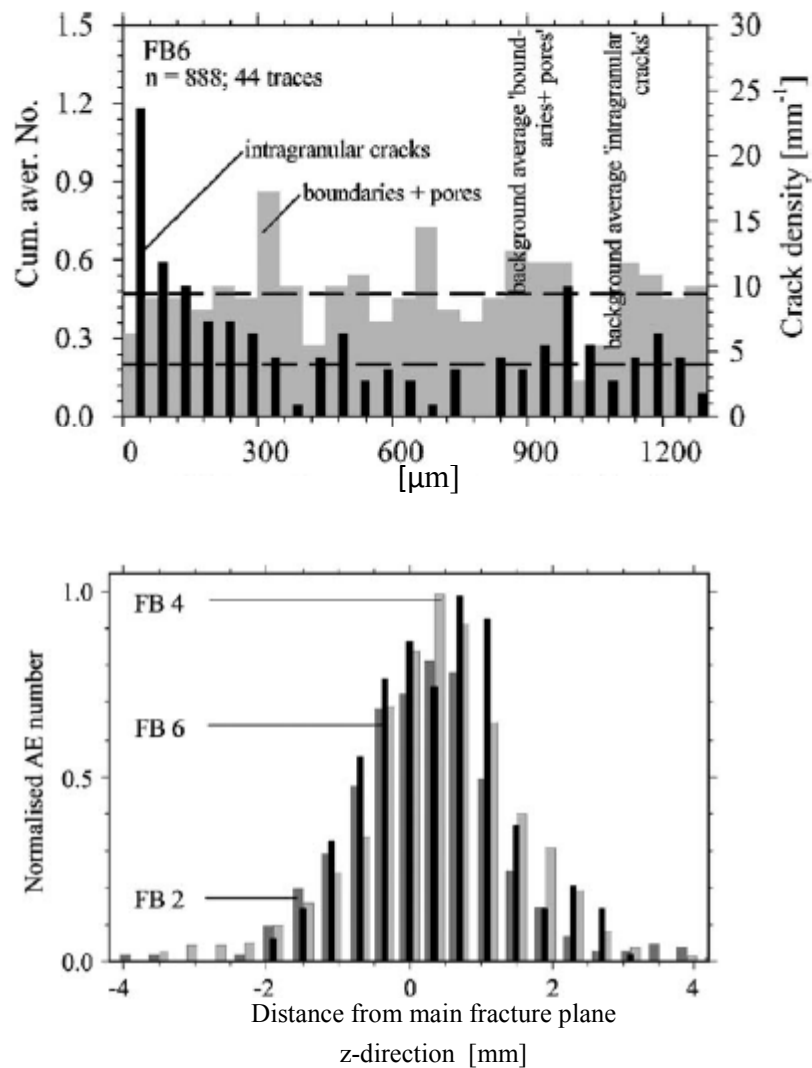 FB6
n = 888; 44 traces
intragranular cracks
boundaries + pores
background average 'bound-
aries+ pores'
background average 'intragranular
cracks'
Cum. aver. No.
1.5
1.2
0.9
0.6
0.3
0.0
Crack density [mm⁻¹]
30
25
20
15
10
5
0
0 300 600 900 1200
[μm]
FB 4
FB 6
FB 2
Normalised AE number
1.0
0.5
0.0
-4 -2 0 2 4
Distance from main fracture plane
z-direction [mm]